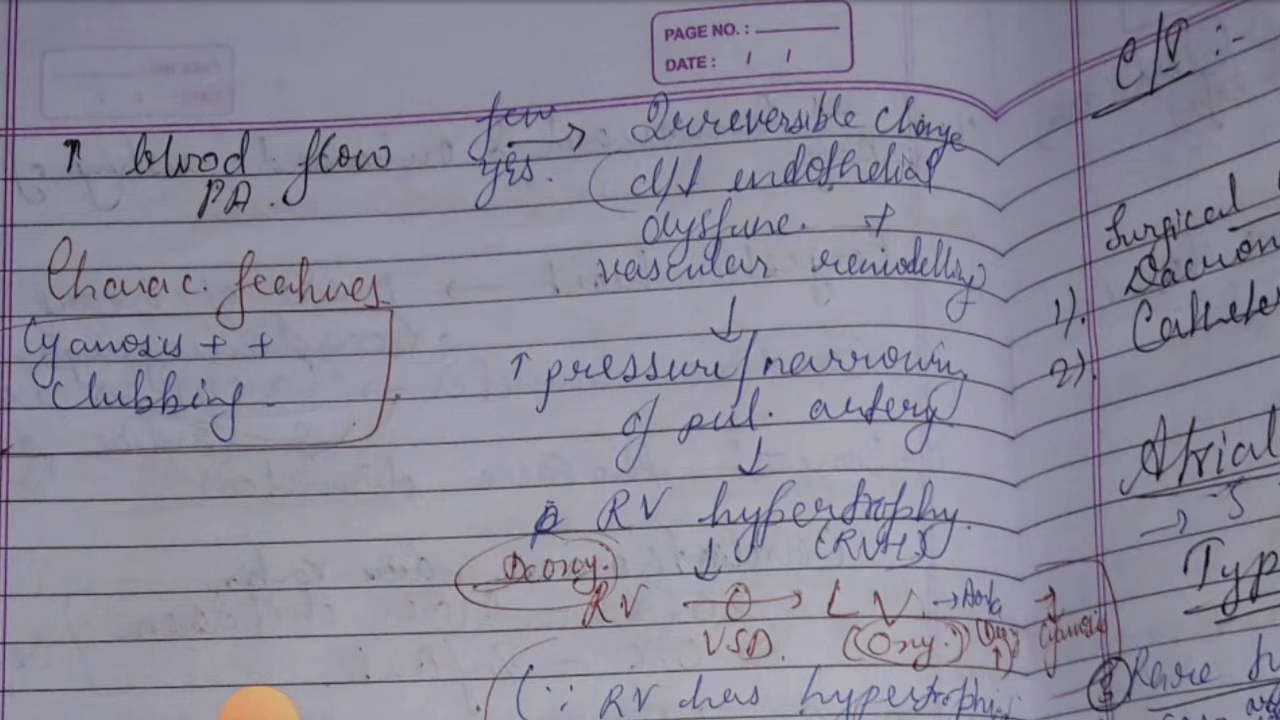 PAGE NO. :
DATE : / /
↑ blood flow PA.
few yes. → Irreversible change
(d/t endothelial
dysfunc. +
vascular remodelling)
↓
↑ pressure/narrowing
of pul. artery
↓
RV hypertrophy.
(RVH)
↓
Deoxy.
RV → LV → Aorta →
VSD. (Oxy.) Cyanosis
(∵ RV has hypertrophi
Charac. features
Cyanosis + +
Clubbing
Surgical
1). Dacron
2). Catheter
Atrial
→
Typ
Rare